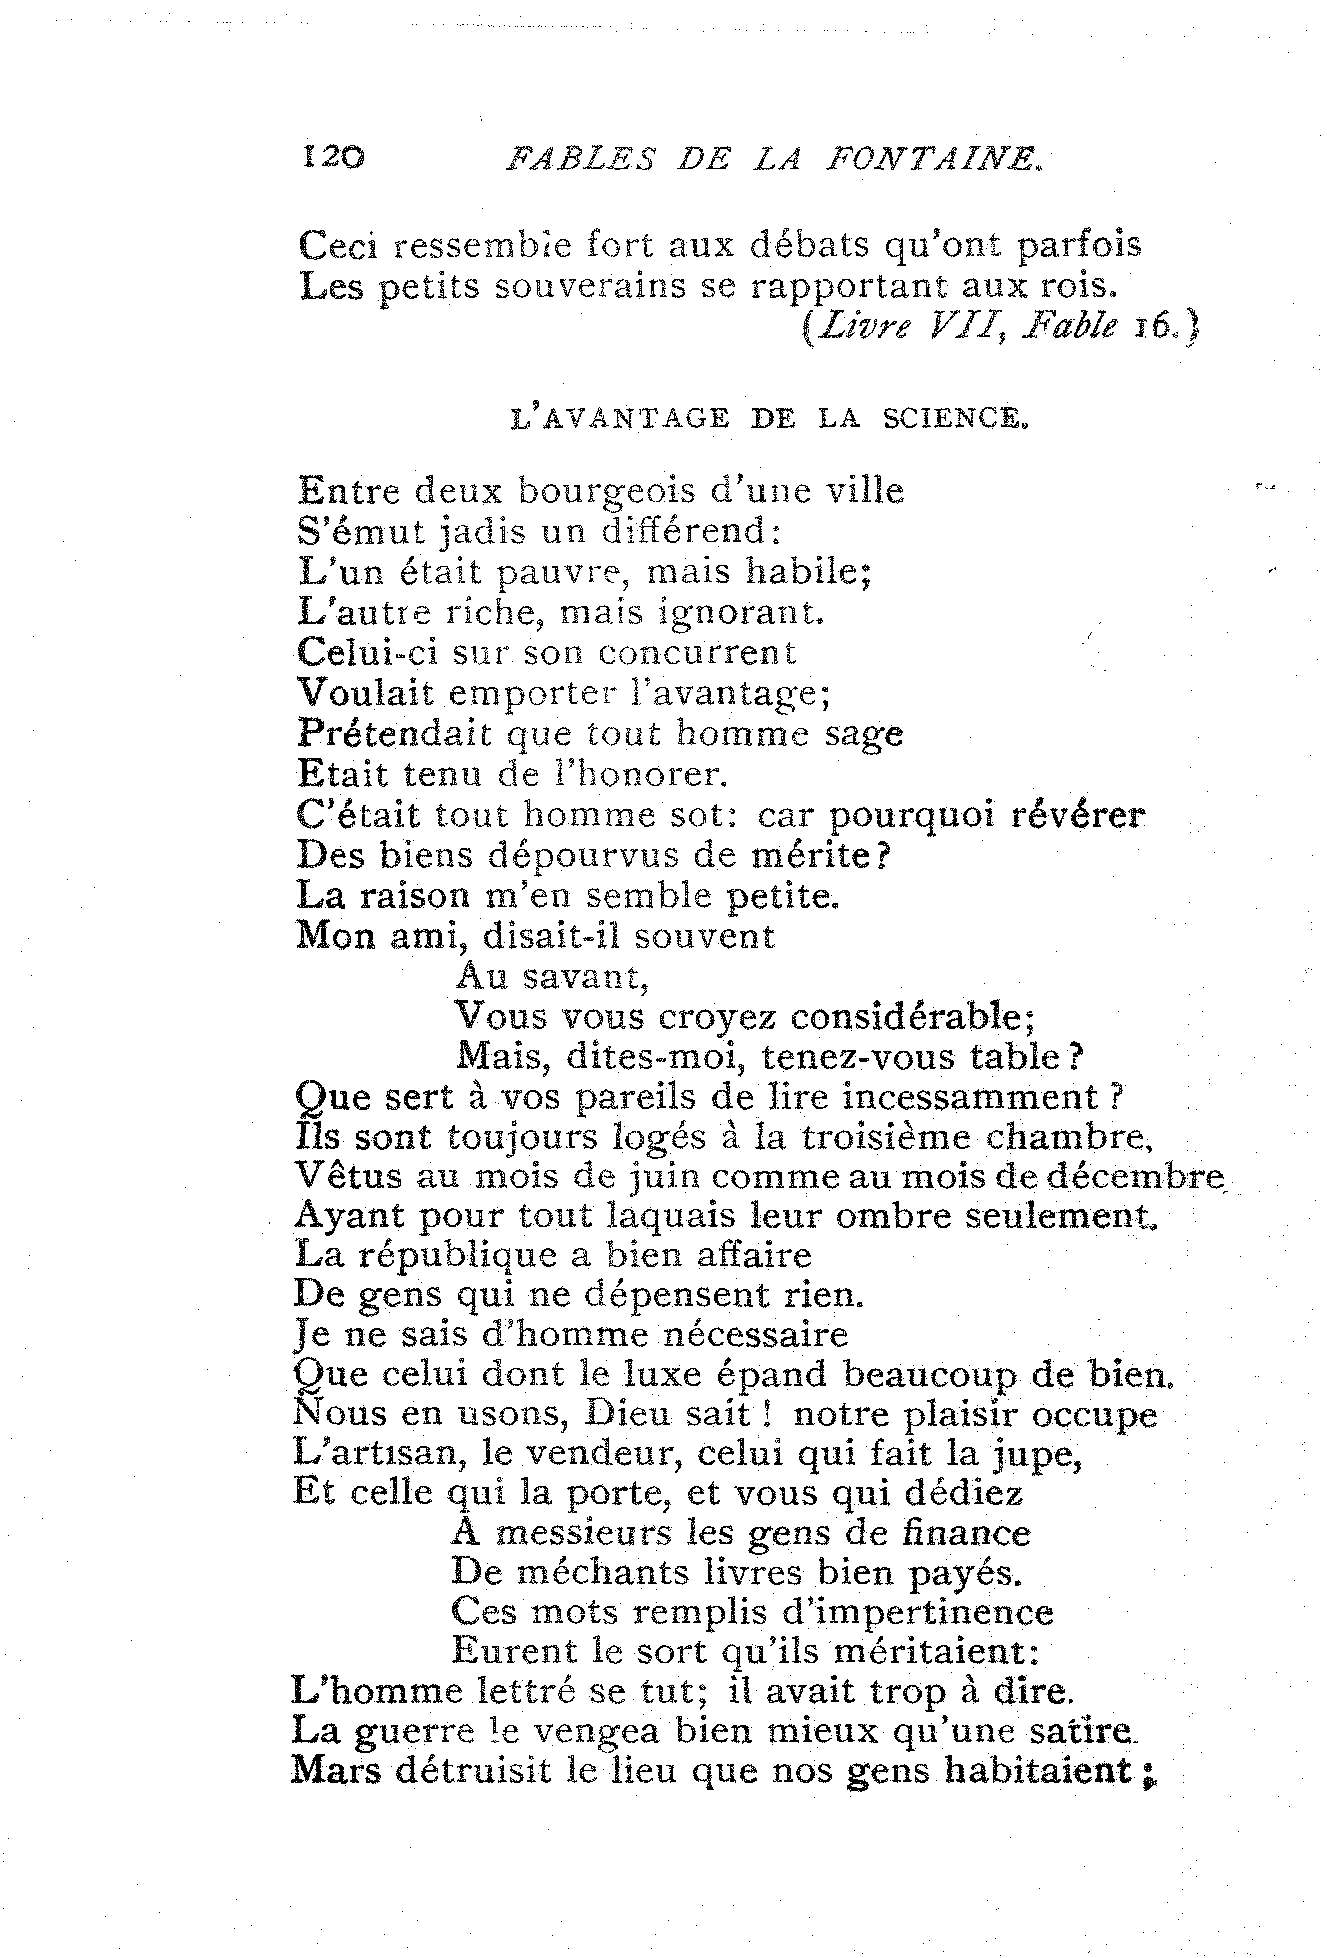 120 FABLES DE LA FONTAINE.
Ceci ressemble fort aux débats qu'ont parfois
Les petits souverains se rapportant aux rois.
(Livre VII, Fable 16.)
L'AVANTAGE DE LA SCIENCE.
Entre deux bourgeois d'une ville
S'émut jadis un différend:
L'un était pauvre, mais habile;
L'autre riche, mais ignorant.
Celui-ci sur son concurrent
Voulait emporter l'avantage;
Prétendait que tout homme sage
Etait tenu de l'honorer.
C'était tout homme sot: car pourquoi révérer
Des biens dépourvus de mérite?
La raison m'en semble petite.
Mon ami, disait-il souvent
Au savant,
Vous vous croyez considérable;
Mais, dites-moi, tenez-vous table?
Que sert à vos pareils de lire incessamment?
Ils sont toujours logés à la troisième chambre,
Vêtus au mois de juin comme au mois de décembre,
Ayant pour tout laquais leur ombre seulement.
La république a bien affaire
De gens qui ne dépensent rien.
Je ne sais d'homme nécessaire
Que celui dont le luxe épand beaucoup de bien.
Nous en usons, Dieu sait! notre plaisir occupe
L'artisan, le vendeur, celui qui fait la jupe,
Et celle qui la porte, et vous qui dédiez
A messieurs les gens de finance
De méchants livres bien payés.
Ces mots remplis d'impertinence
Eurent le sort qu'ils méritaient:
L'homme lettré se tut; il avait trop à dire.
La guerre le vengea bien mieux qu'une satire.
Mars détruisit le lieu que nos gens habitaient;